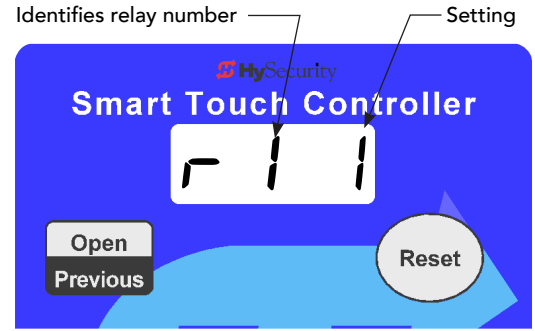 Identifies relay number
Setting
HySecurity
Smart Touch Controller
r 1 1
Open
Previous
Reset